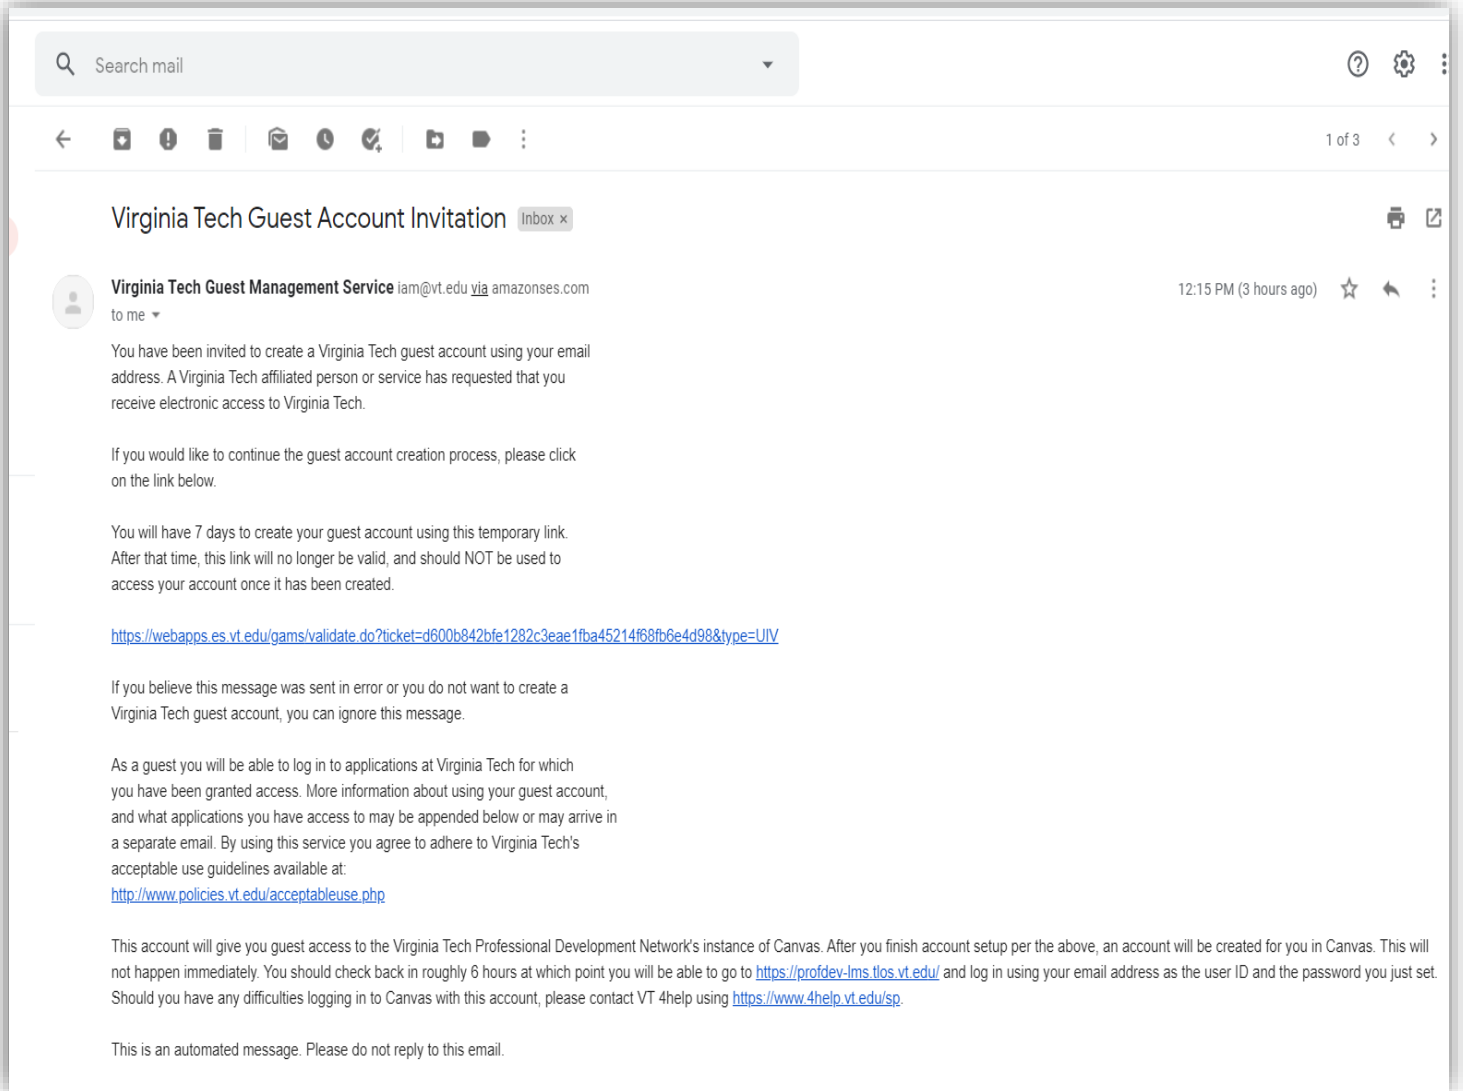 Search mail
1 of 3
Virginia Tech Guest Account Invitation Inbox ×
Virginia Tech Guest Management Service iam@vt.edu via amazonses.com
12:15 PM (3 hours ago)
to me
You have been invited to create a Virginia Tech guest account using your email
address. A Virginia Tech affiliated person or service has requested that you
receive electronic access to Virginia Tech.
If you would like to continue the guest account creation process, please click
on the link below.
You will have 7 days to create your guest account using this temporary link.
After that time, this link will no longer be valid, and should NOT be used to
access your account once it has been created.
https://webapps.es.vt.edu/gams/validate.do?ticket=d600b842bfe1282c3eae1fba45214f68fb6e4d98&type=UIV
If you believe this message was sent in error or you do not want to create a
Virginia Tech guest account, you can ignore this message.
As a guest you will be able to log in to applications at Virginia Tech for which
you have been granted access. More information about using your guest account,
and what applications you have access to may be appended below or may arrive in
a separate email. By using this service you agree to adhere to Virginia Tech's
acceptable use guidelines available at:
http://www.policies.vt.edu/acceptableuse.php
This account will give you guest access to the Virginia Tech Professional Development Network's instance of Canvas. After you finish account setup per the above, an account will be created for you in Canvas. This will
not happen immediately. You should check back in roughly 6 hours at which point you will be able to go to https://profdev-lms.tlos.vt.edu/ and log in using your email address as the user ID and the password you just set.
Should you have any difficulties logging in to Canvas with this account, please contact VT 4help using https://www.4help.vt.edu/sp.
This is an automated message. Please do not reply to this email.